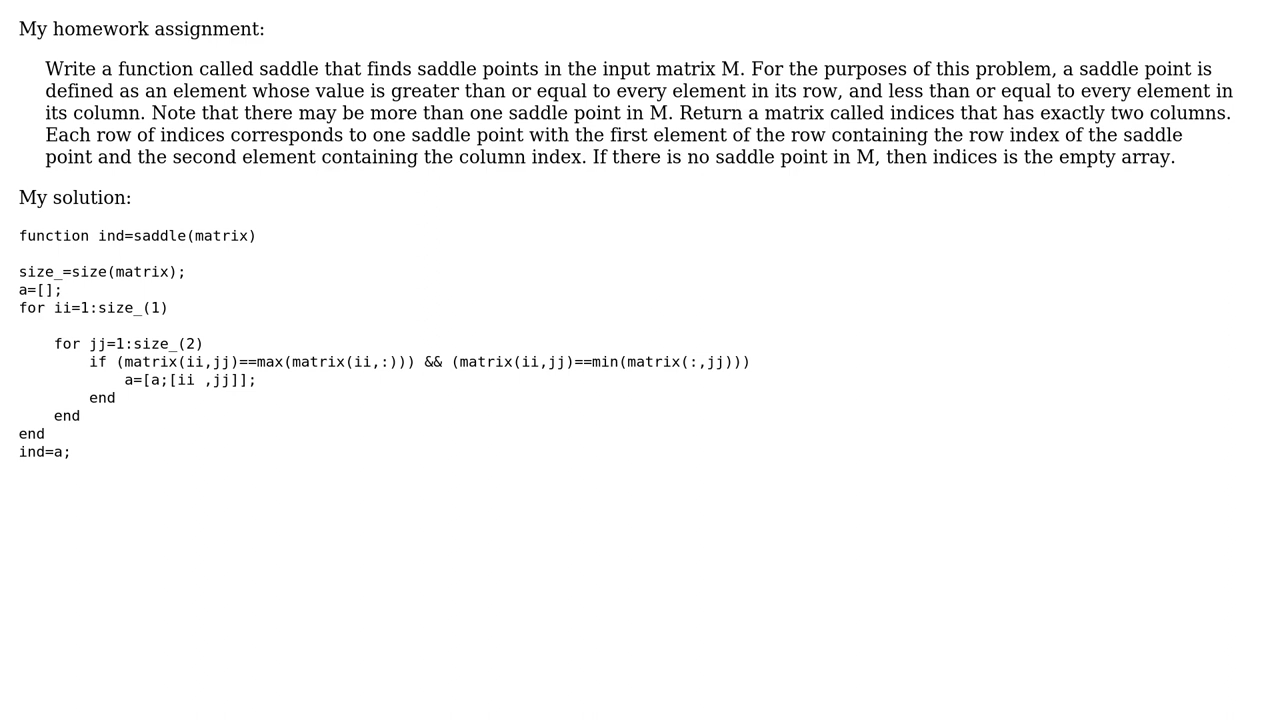 My homework assignment:
Write a function called saddle that finds saddle points in the input matrix M. For the purposes of this problem, a saddle point is
defined as an element whose value is greater than or equal to every element in its row, and less than or equal to every element in
its column. Note that there may be more than one saddle point in M. Return a matrix called indices that has exactly two columns.
Each row of indices corresponds to one saddle point with the first element of the row containing the row index of the saddle
point and the second element containing the column index. If there is no saddle point in M, then indices is the empty array.
My solution:
function ind=saddle(matrix)
size_=size(matrix);
a=[];
for ii=1:size_(1)
    for jj=1:size_(2)
        if (matrix(ii,jj)==max(matrix(ii,:))) && (matrix(ii,jj)==min(matrix(:,jj)))
            a=[a;[ii ,jj]];
        end
    end
end
ind=a;